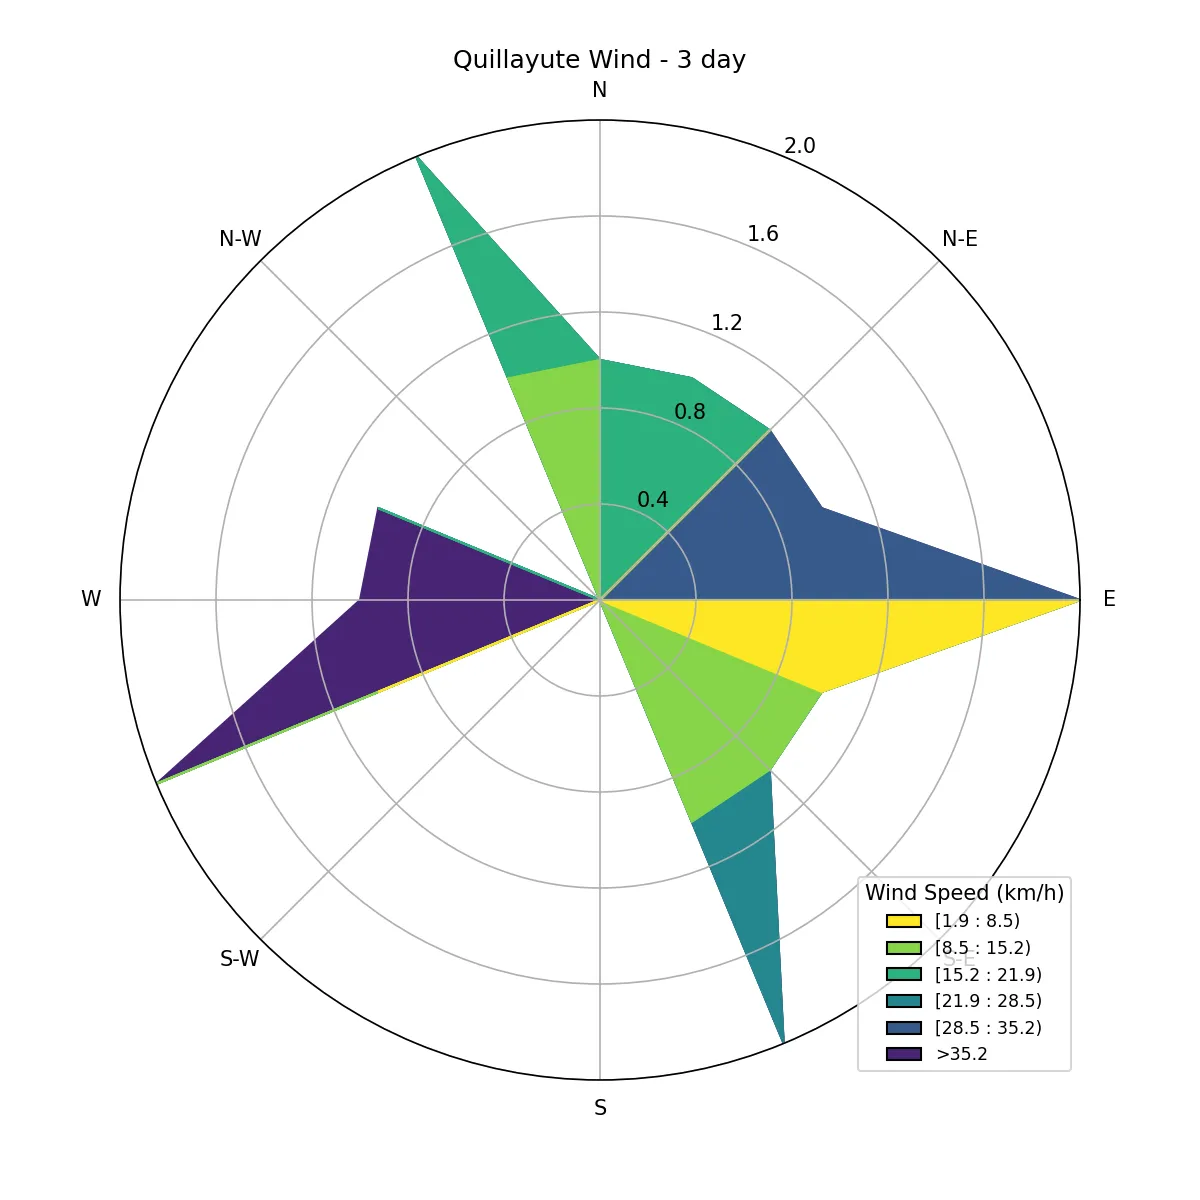 Quillayute Wind - 3 day
N
2.0
N-W
1.6
N-E
1.2
0.8
0.4
W
E
S-W
S-E
S
Wind Speed (km/h)
[1.9 : 8.5)
[8.5 : 15.2)
[15.2 : 21.9)
[21.9 : 28.5)
[28.5 : 35.2)
>35.2